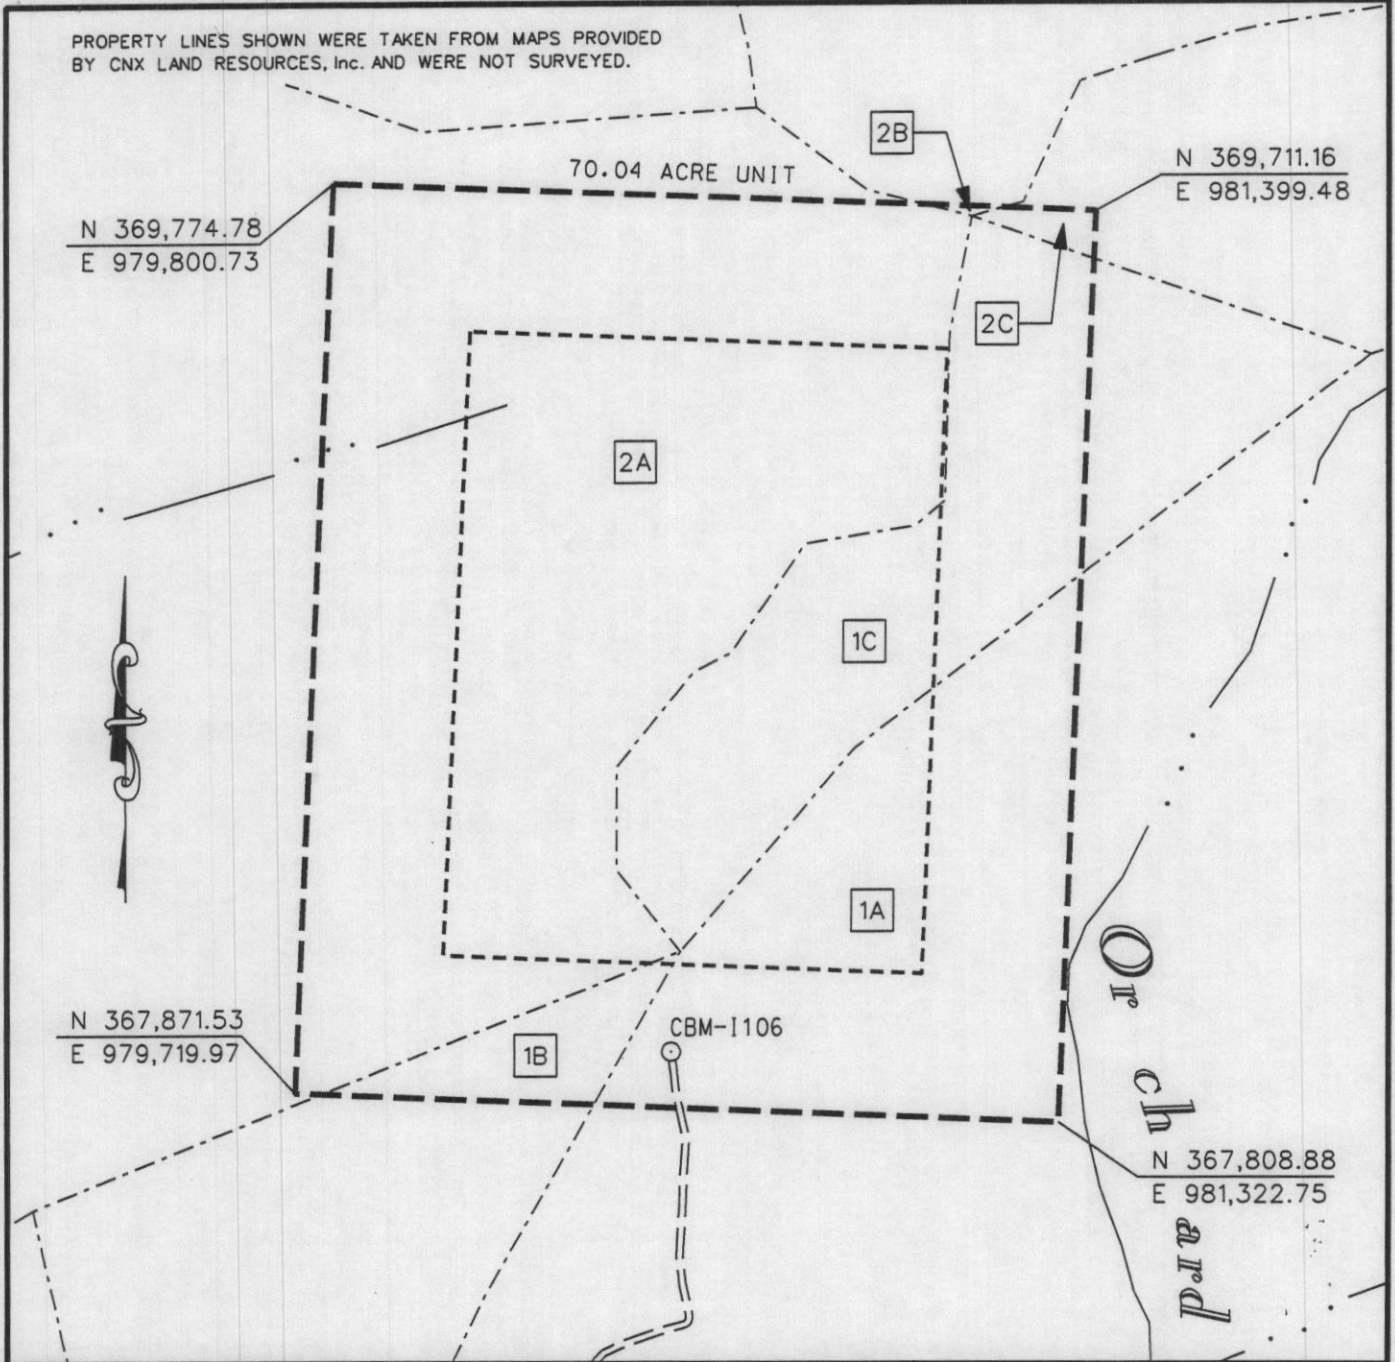 PROPERTY LINES SHOWN WERE TAKEN FROM MAPS PROVIDED
BY CNX LAND RESOURCES, Inc. AND WERE NOT SURVEYED.
2B
70.04 ACRE UNIT
N 369,711.16
E 981,399.48
N 369,774.78
E 979,800.73
2C
2A
1C
1A
Orchard
N 367,871.53
E 979,719.97
CBM-I106
1B
N 367,808.88
E 981,322.75